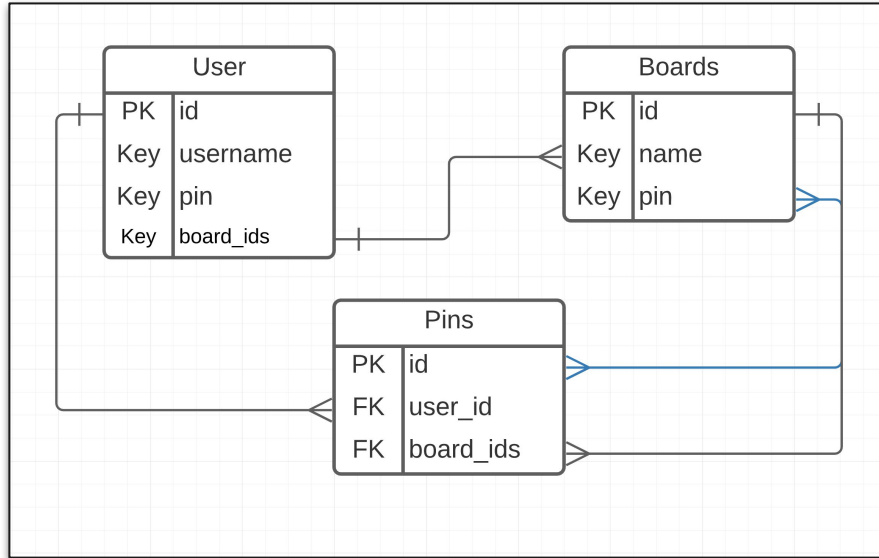 User
PK id
Key username
Key pin
Key board_ids
Boards
PK id
Key name
Key pin
Pins
PK id
FK user_id
FK board_ids